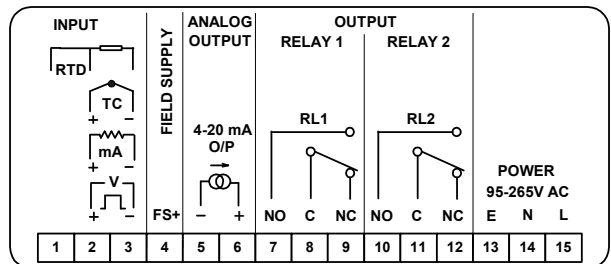 INPUT
RTD
TC
+ −
mA
+ −
V
+ −
FIELD SUPPLY
FS+
ANALOG
OUTPUT
4-20 mA
O/P
− +
OUTPUT
RELAY 1 RELAY 2
RL1 RL2
NO C NC NO C NC
POWER
95-265V AC
E N L
1 2 3 4 5 6 7 8 9 10 11 12 13 14 15